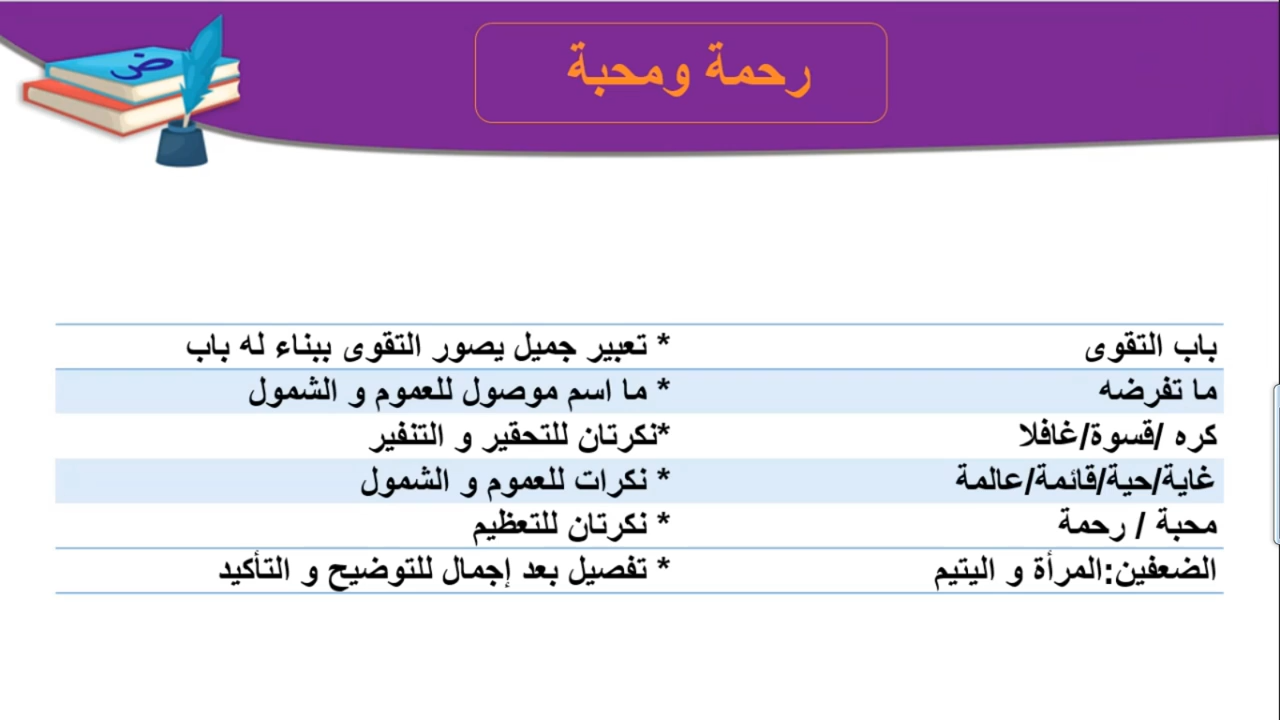 رحمة ومحبة
ض
باب التقوى * تعبير جميل يصور التقوى ببناء له باب
ما تفرضه * ما اسم موصول للعموم و الشمول
كره /قسوة/غافلا *نكرتان للتحقير و التنفير
غاية/حية/قائمة/عالمة * نكرات للعموم و الشمول
محبة / رحمة * نكرتان للتعظيم
الضعفين:المرأة و اليتيم * تفصيل بعد إجمال للتوضيح و التأكيد